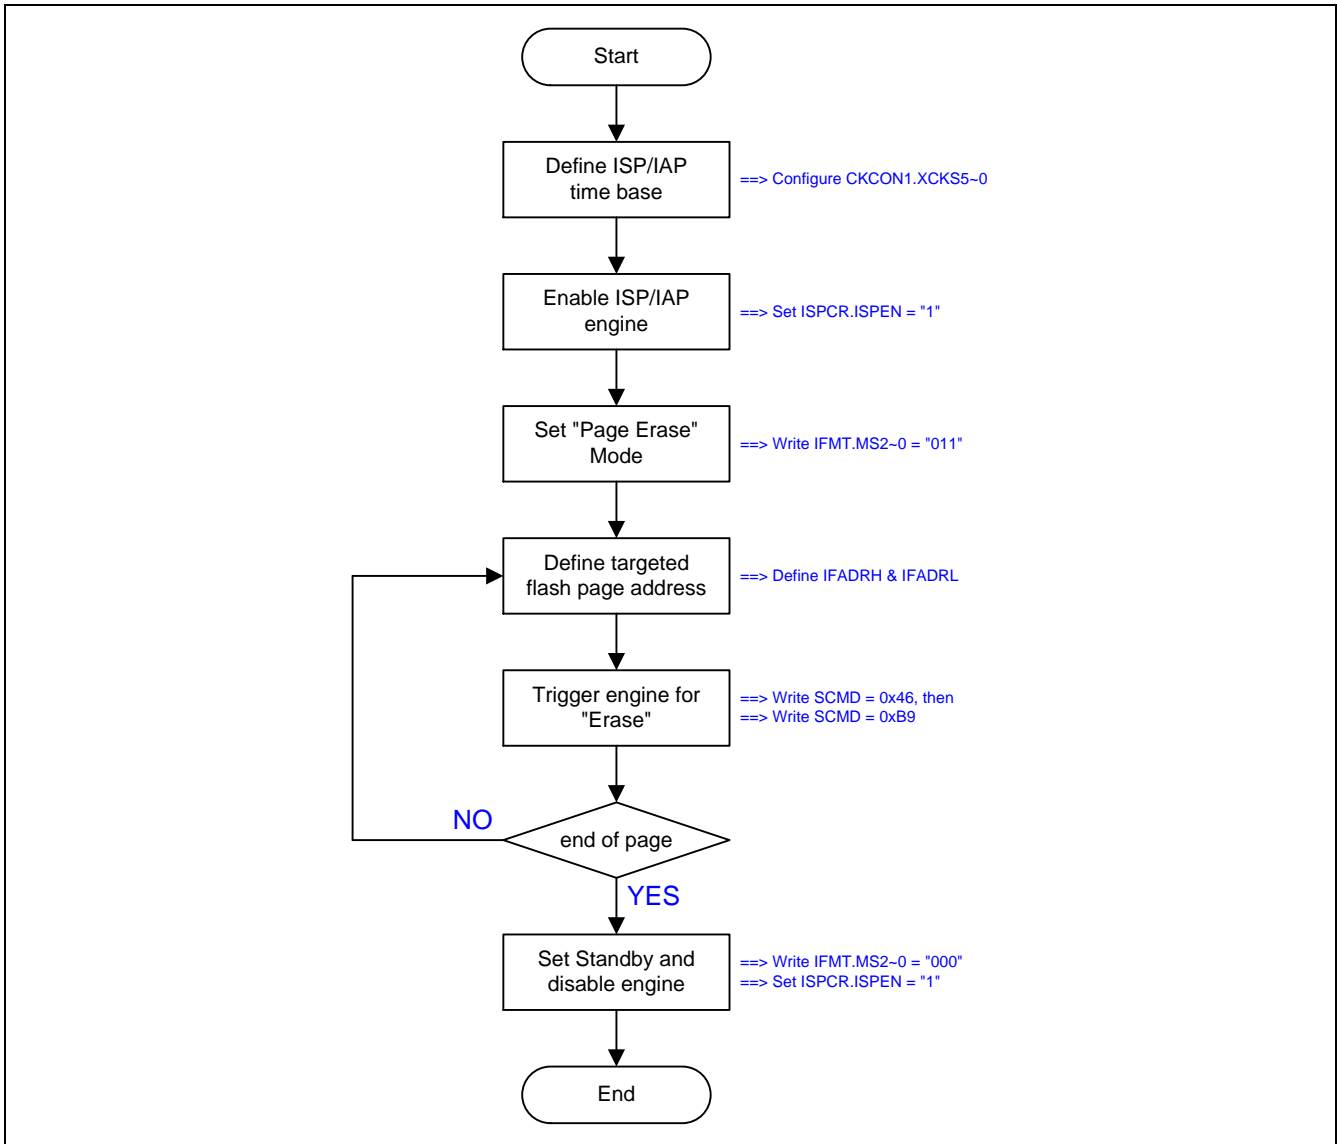 Start
Define ISP/IAP
time base
==> Configure CKCON1.XCKS5~0
Enable ISP/IAP
engine
==> Set ISPCR.ISPEN = "1"
Set "Page Erase"
Mode
==> Write IFMT.MS2~0 = "011"
Define targeted
flash page address
==> Define IFADRH & IFADRL
Trigger engine for
"Erase"
==> Write SCMD = 0x46, then
==> Write SCMD = 0xB9
NO
end of page
YES
Set Standby and
disable engine
==> Write IFMT.MS2~0 = "000"
==> Set ISPCR.ISPEN = "1"
End